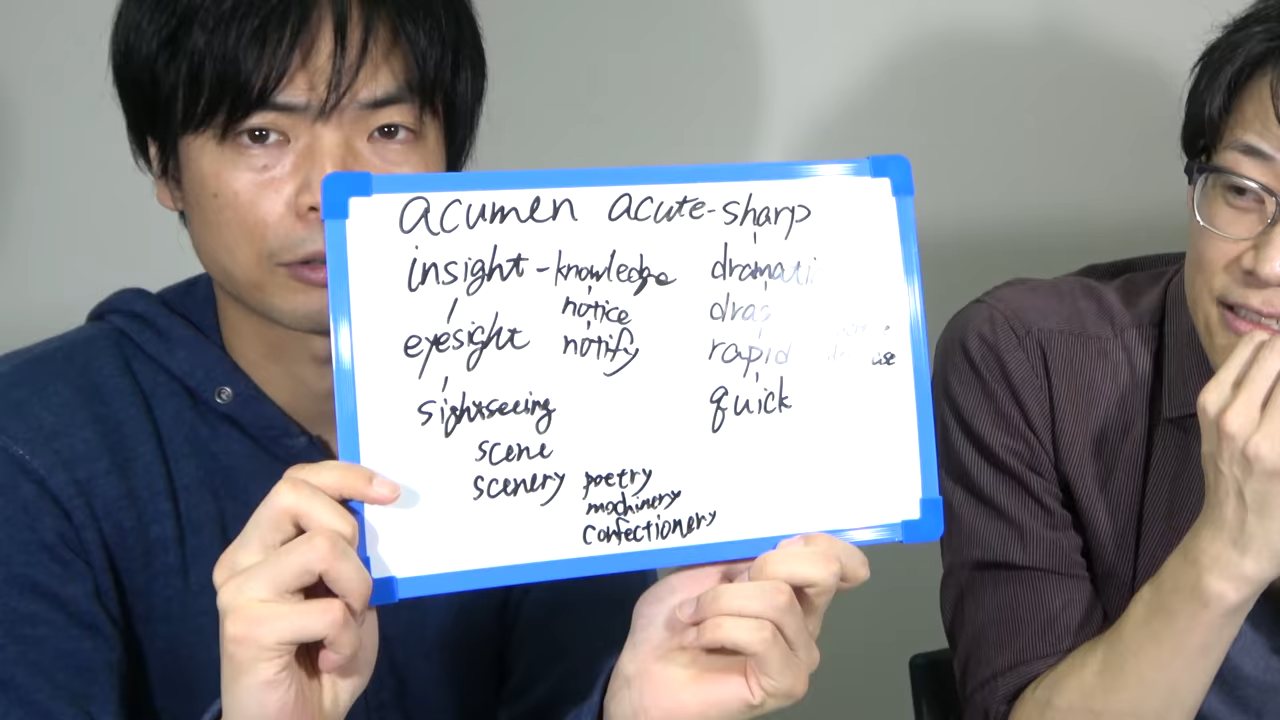 acumen acute-sharp
insight-knowledge
notice
notify
eyesight
sightseeing
scene
scenery poetry
machinery
confectionery
rapid
quick